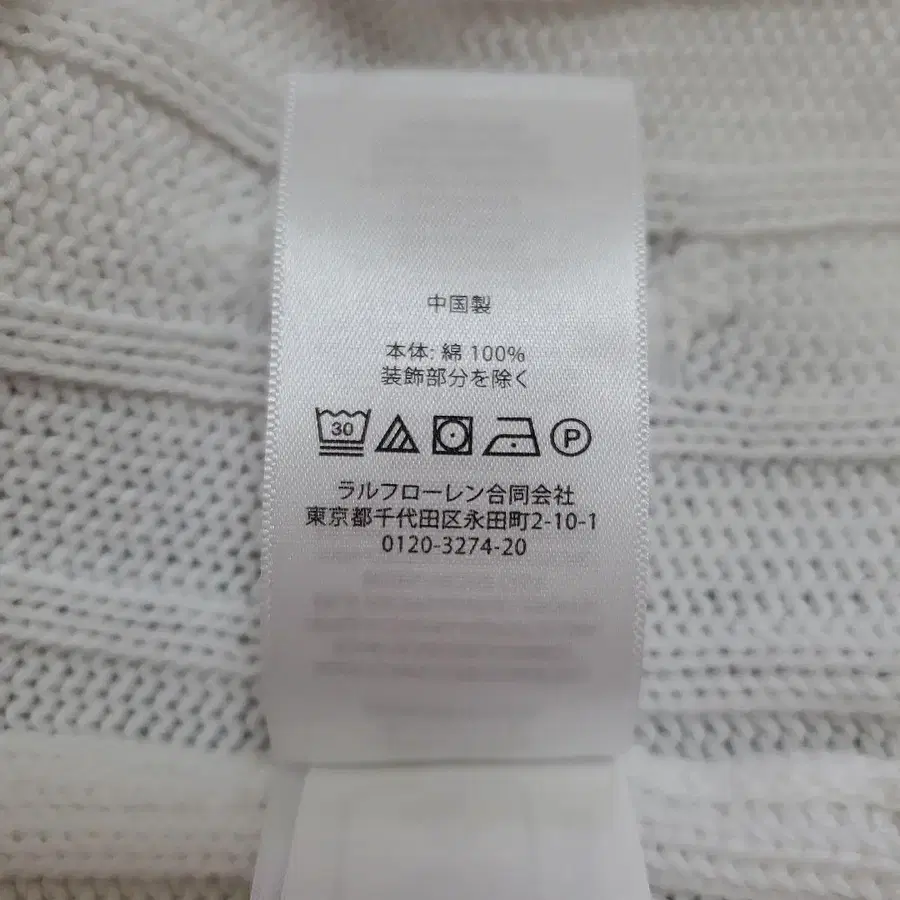 中国製
本体: 綿 100%
装飾部分を除く
30 P
ラルフローレン合同会社
東京都千代田区永田町2-10-1
0120-3274-20